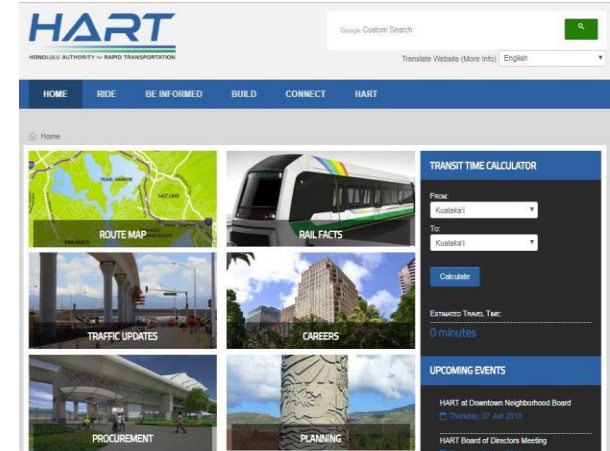 HART
HONOLULU AUTHORITY for RAPID TRANSPORTATION
Google Custom Search
Translate Website (More Info) English
HOME RIDE BE INFORMED BUILD CONNECT HART
Home
PEARL HARBOR
SALT LAKE
EWA BEACH
ROUTE MAP
RAIL FACTS
TRAFFIC UPDATES
CAREERS
PROCUREMENT
PLANNING
TRANSIT TIME CALCULATOR
FROM:
Kualaka'i
TO:
Kualaka'i
Calculate
ESTIMATED TRAVEL TIME:
0 minutes
UPCOMING EVENTS
HART at Downtown Neighborhood Board
Thursday, 07 Jun 2018
HART Board of Directors Meeting